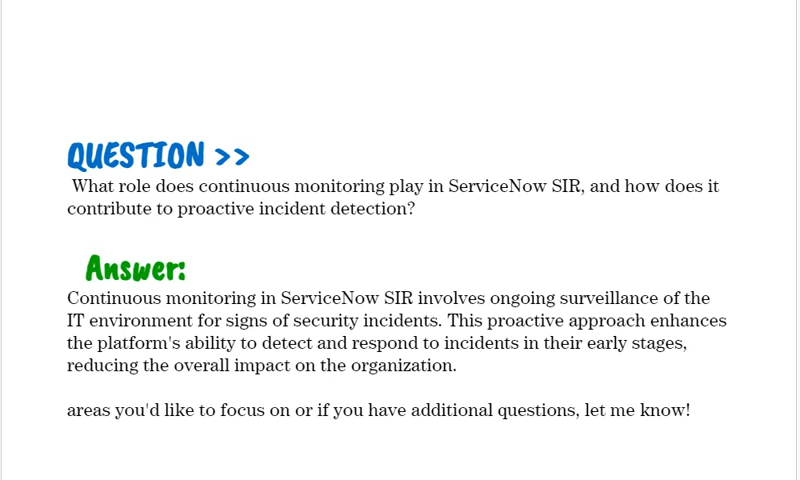 QUESTION >>
What role does continuous monitoring play in ServiceNow SIR, and how does it
contribute to proactive incident detection?
Answer:
Continuous monitoring in ServiceNow SIR involves ongoing surveillance of the
IT environment for signs of security incidents. This proactive approach enhances
the platform's ability to detect and respond to incidents in their early stages,
reducing the overall impact on the organization.
areas you'd like to focus on or if you have additional questions, let me know!